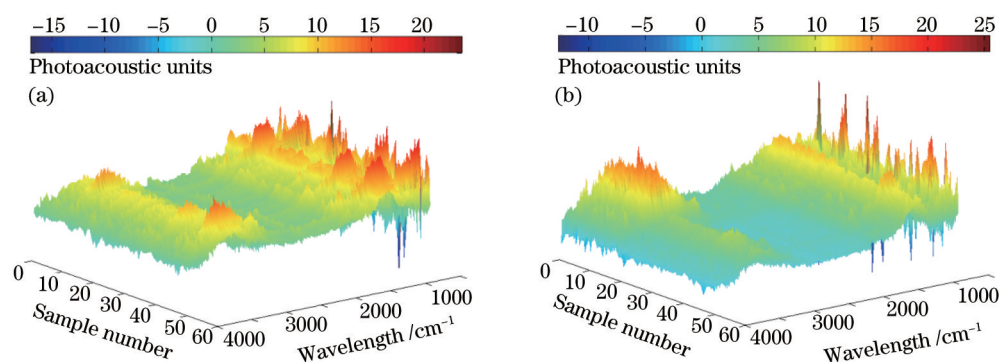 −15 −10 −5 0 5 10 15 20
Photoacoustic units
(a)
0
10
20
30
40
50
60
Sample number
4000
3000
2000
1000
Wavelength /cm⁻¹
−10 −5 0 5 10 15 20 25
Photoacoustic units
(b)
0
10
20
30
40
50
60
Sample number
4000
3000
2000
1000
Wavelength /cm⁻¹